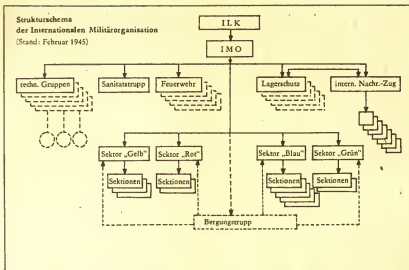 Strukturschema
der Internationalen Militärorganisation
(Stand: Februar 1945)
ILK
IMO
techn. Gruppen
Sanitätstrupp
Feuerwehr
Lagerschutz
intern. Nachr.-Zug
Sektor „Gelb"
Sektor „Rot"
Sektor „Blau"
Sektor „Grün"
Sektionen
Sektionen
Sektionen
Sektionen
Bergungstrupp